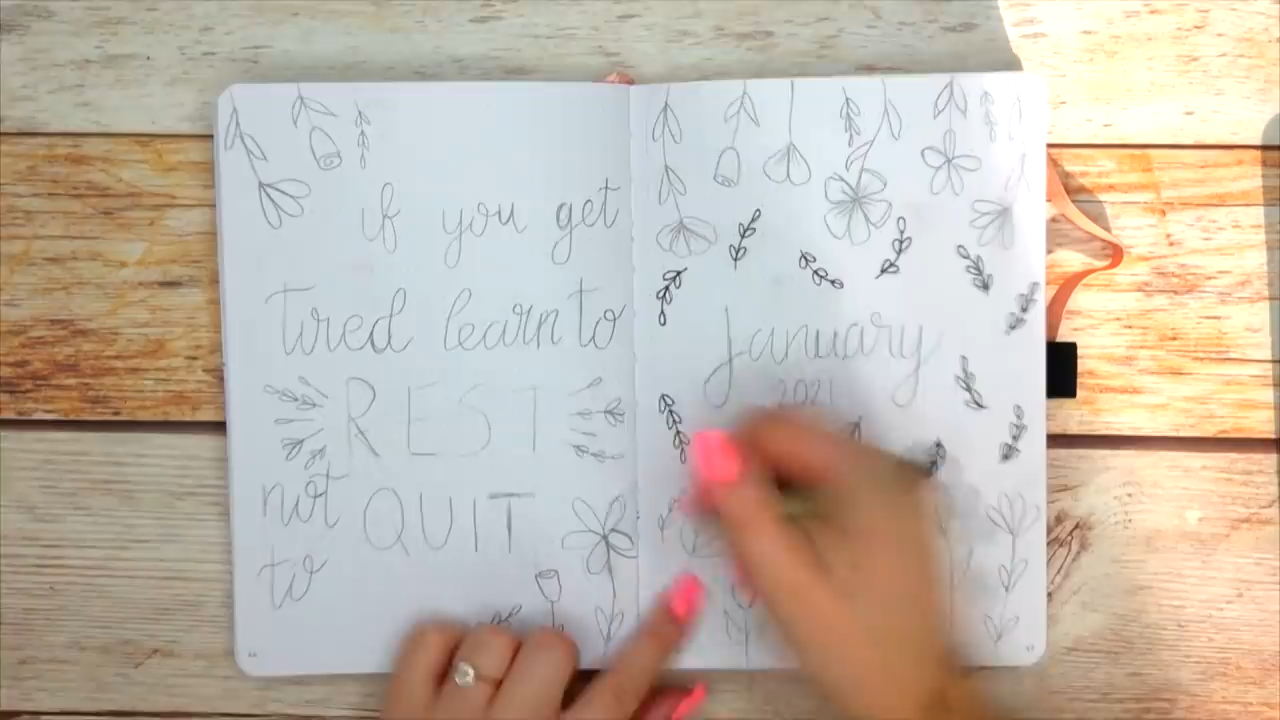 if you get
tired learn to
REST
not QUIT
to
January
2021